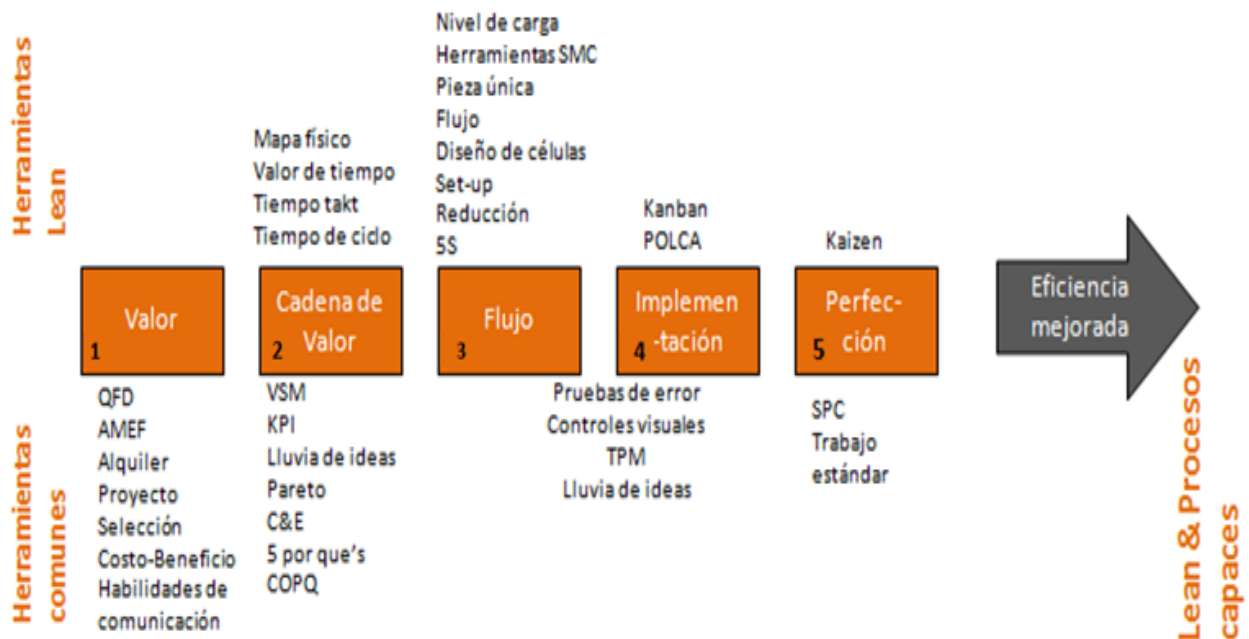 Herramientas
Lean
Nivel de carga
Herramientas SMC
Pieza única
Flujo
Diseño de células
Set-up
Reducción
5S
Mapa físico
Valor de tiempo
Tiempo takt
Tiempo de ciclo
Kanban
POLCA
Kaizen
Valor
1
Cadena de
Valor
2
Flujo
3
Implemen
-tación
4
Perfec-
ción
5
Eficiencia
mejorada
Herramientas
comunes
QFD
AMEF
Alquiler
Proyecto
Selección
Costo-Beneficio
Habilidades de
comunicación
VSM
KPI
Lluvia de ideas
Pareto
C&E
5 por que's
COPQ
Pruebas de error
Controles visuales
TPM
Lluvia de ideas
SPC
Trabajo
estándar
Lean & Procesos
capaces